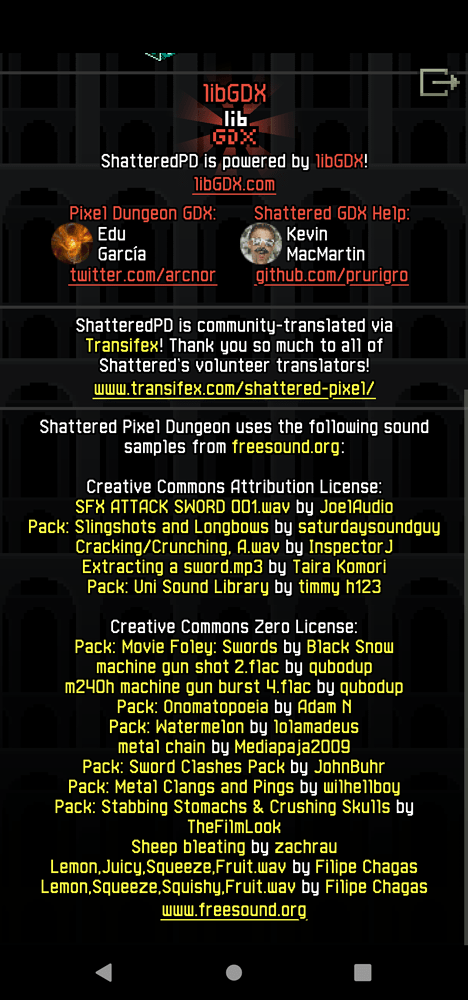 libGDX
lib
GDX
ShatteredPD is powered by libGDX!
libGDX.com
Pixel Dungeon GDX:
Edu
García
twitter.com/arcnor
Shattered GDX Help:
Kevin
MacMartin
github.com/prurigro
ShatteredPD is community-translated via
Transifex! Thank you so much to all of
Shattered's volunteer translators!
www.transifex.com/shattered-pixel/
Shattered Pixel Dungeon uses the following sound
samples from freesound.org:
Creative Commons Attribution License:
SFX ATTACK SWORD 001.wav by JoelAudio
Pack: Slingshots and Longbows by saturdaysoundguy
Cracking/Crunching, A.wav by InspectorJ
Extracting a sword.mp3 by Taira Komori
Pack: Uni Sound Library by timmy h123
Creative Commons Zero License:
Pack: Movie Foley: Swords by Black Snow
machine gun shot 2.flac by qubodup
m240h machine gun burst 4.flac by qubodup
Pack: Onomatopoeia by Adam N
Pack: Watermelon by lolamadeus
metal chain by Mediapaja2009
Pack: Sword Clashes Pack by JohnBuhr
Pack: Metal Clangs and Pings by wilhellboy
Pack: Stabbing Stomachs & Crushing Skulls by
TheFilmLook
Sheep bleating by zachrau
Lemon,Juicy,Squeeze,Fruit.wav by Filipe Chagas
Lemon,Squeeze,Squishy,Fruit.wav by Filipe Chagas
www.freesound.org